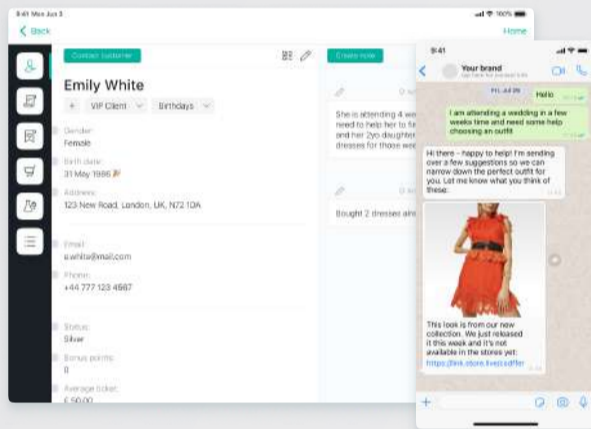 9:41 Mon Jun 3
100%
Back
Home
Contact customer
Create note
Emily White
+ VIP Client
Birthdays
Gender:
Female
Birth date:
31 May 1986
Address:
123 New Road, London, UK, N72 1DA
Email:
e.white@mail.com
Phone:
+44 777 123 4567
Status:
Silver
Bonus points:
0
Average ticket:
£ 50.00
She is attending 4 we
need to help her to fin
and her 2yo daughter
dresses for those wee
Bought 2 dresses alre
9:41
Your brand
Fri, Jul 26
Hello
I am attending a wedding in a few
weeks time and need some help
choosing an outfit
Hi there - happy to help! I'm sending
over a few suggestions so we can
narrow down the perfect outfit for
you. Let me know what you think of
these:
This look is from our new
collection. We just released
it this week and it's not
available in the stores yet: